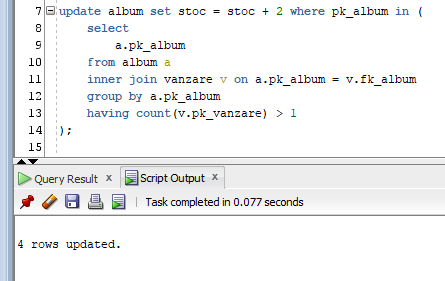 7 update album set stoc = stoc + 2 where pk_album in (
8 select
9 a.pk_album
10 from album a
11 inner join vanzare v on a.pk_album = v.fk_album
12 group by a.pk_album
13 having count(v.pk_vanzare) > 1
14 );
15
Query Result x Script Output x
Task completed in 0.077 seconds
4 rows updated.